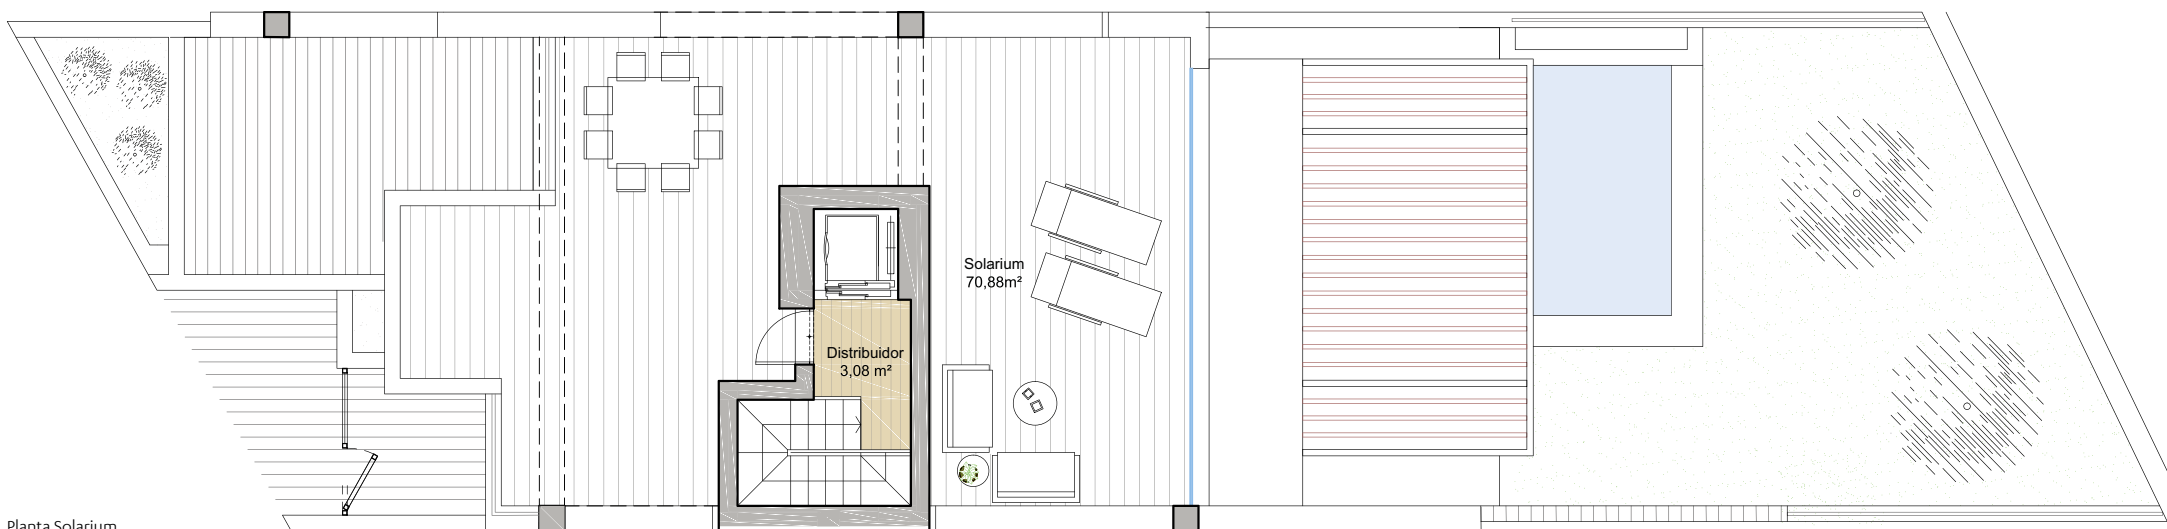 Solarium
70,88m²
Distribuidor
3,08 m²
Planta Solarium